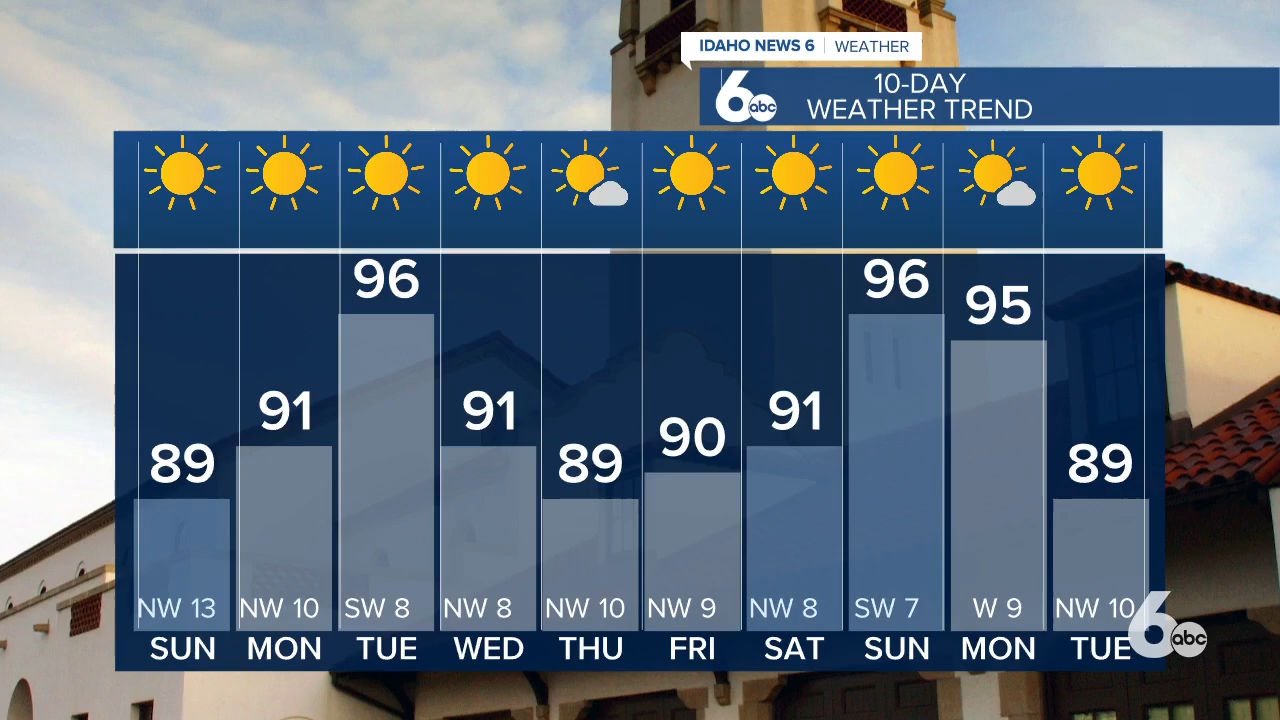 IDAHO NEWS 6 | WEATHER
6 abc
10-DAY
WEATHER TREND
89 91 96 91 89 90 91 96 95 89
NW 13 NW 10 SW 8 NW 8 NW 10 NW 9 NW 8 SW 7 W 9 NW 10
SUN MON TUE WED THU FRI SAT SUN MON TUE
6 abc